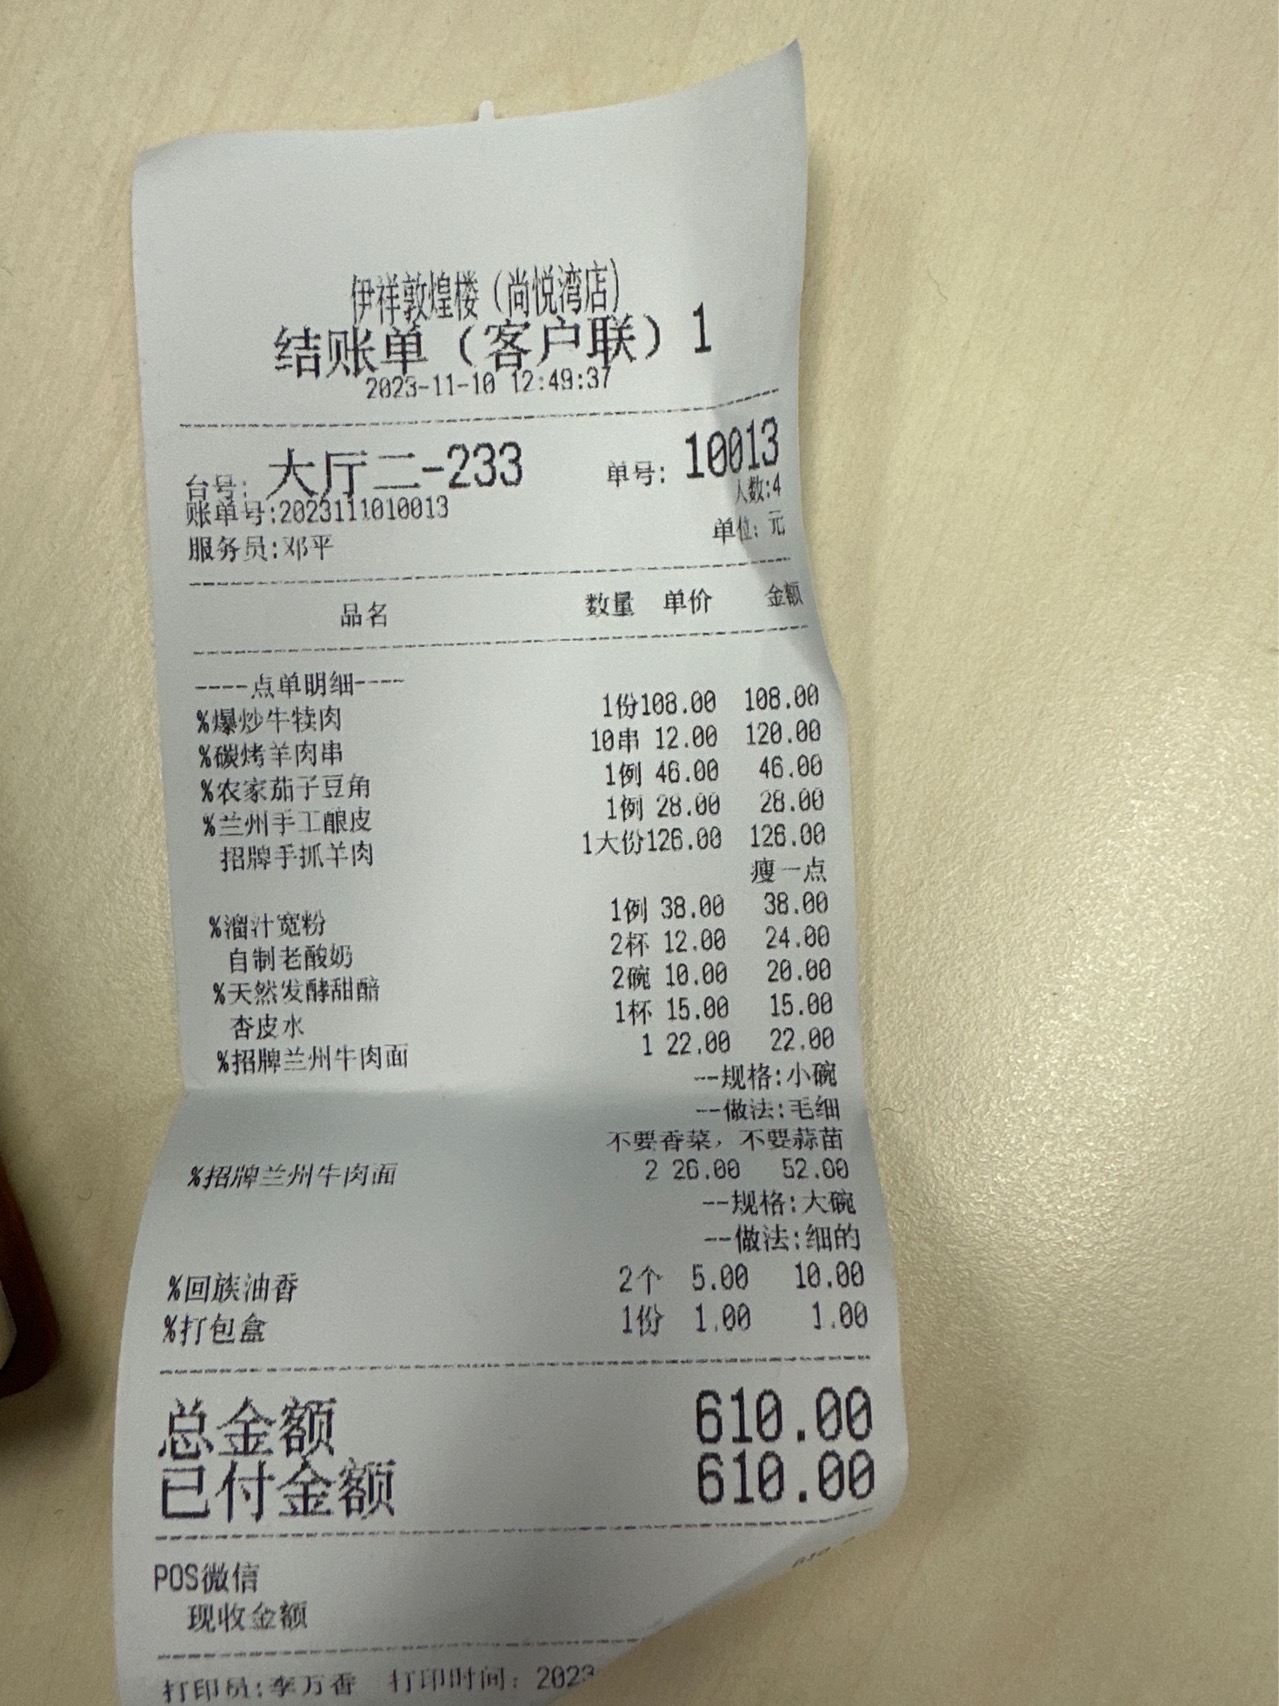 伊祥敦煌楼（尚悦湾店）
结账单（客户联）1
2023-11-10 12:49:37
台号: 大厅二-233 单号: 10013
账单号:2023111010013 人数:4
服务员:邓平 单位: 元
品名 数量 单价 金额
----点单明细----
%爆炒牛犊肉 1份108.00 108.00
%碳烤羊肉串 10串 12.00 120.00
%农家茄子豆角 1例 46.00 46.00
%兰州手工酿皮 1例 28.00 28.00
招牌手抓羊肉 1大份126.00 126.00
瘦一点
%溜汁宽粉 1例 38.00 38.00
自制老酸奶 2杯 12.00 24.00
%天然发酵甜醅 2碗 10.00 20.00
杏皮水 1杯 15.00 15.00
%招牌兰州牛肉面 1 22.00 22.00
--规格:小碗
--做法:毛细
不要香菜，不要蒜苗
%招牌兰州牛肉面 2 26.00 52.00
--规格:大碗
--做法:细的
%回族油香 2个 5.00 10.00
%打包盒 1份 1.00 1.00
总金额 610.00
已付金额 610.00
POS微信
现收金额
打印员:李万香 打印时间: 2023